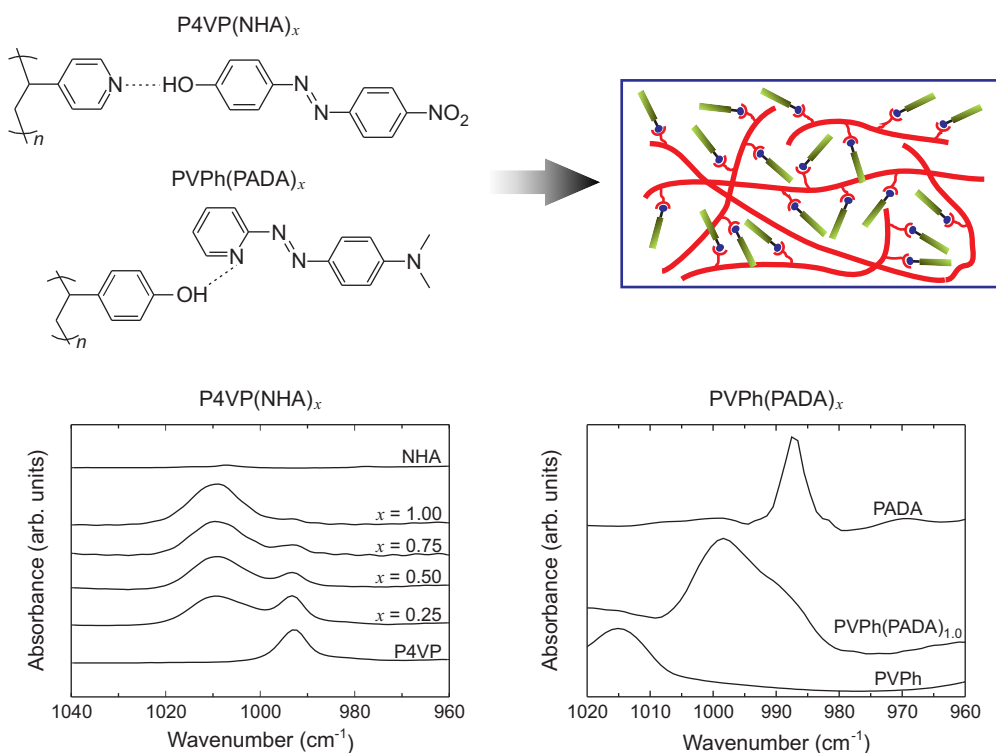 P4VP(NHA)x
n
N
HO
N
N
NO2
PVPh(PADA)x
N
N
N
N
OH
n
P4VP(NHA)x
Absorbance (arb. units)
NHA
x = 1.00
x = 0.75
x = 0.50
x = 0.25
P4VP
1040 1020 1000 980 960
Wavenumber (cm-1)
PVPh(PADA)x
Absorbance (arb. units)
PADA
PVPh(PADA)1.0
PVPh
1020 1010 1000 990 980 970 960
Wavenumber (cm-1)